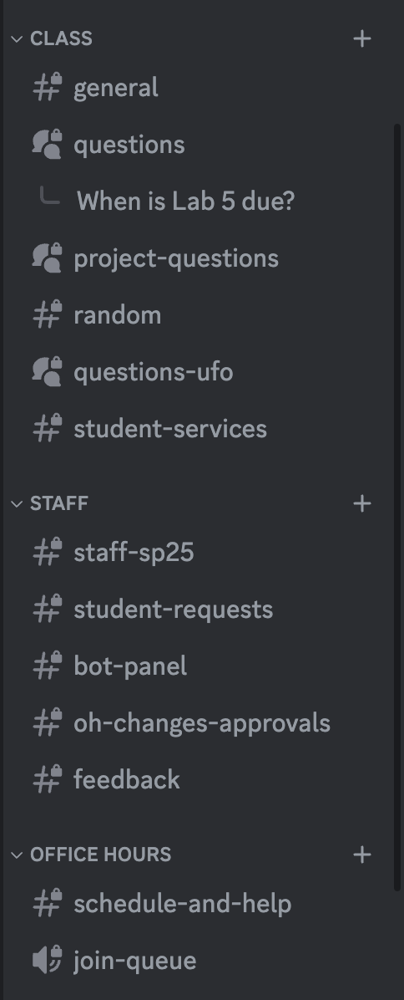 CLASS
general
questions
When is Lab 5 due?
project-questions
random
questions-ufo
student-services
STAFF
staff-sp25
student-requests
bot-panel
oh-changes-approvals
feedback
OFFICE HOURS
schedule-and-help
join-queue